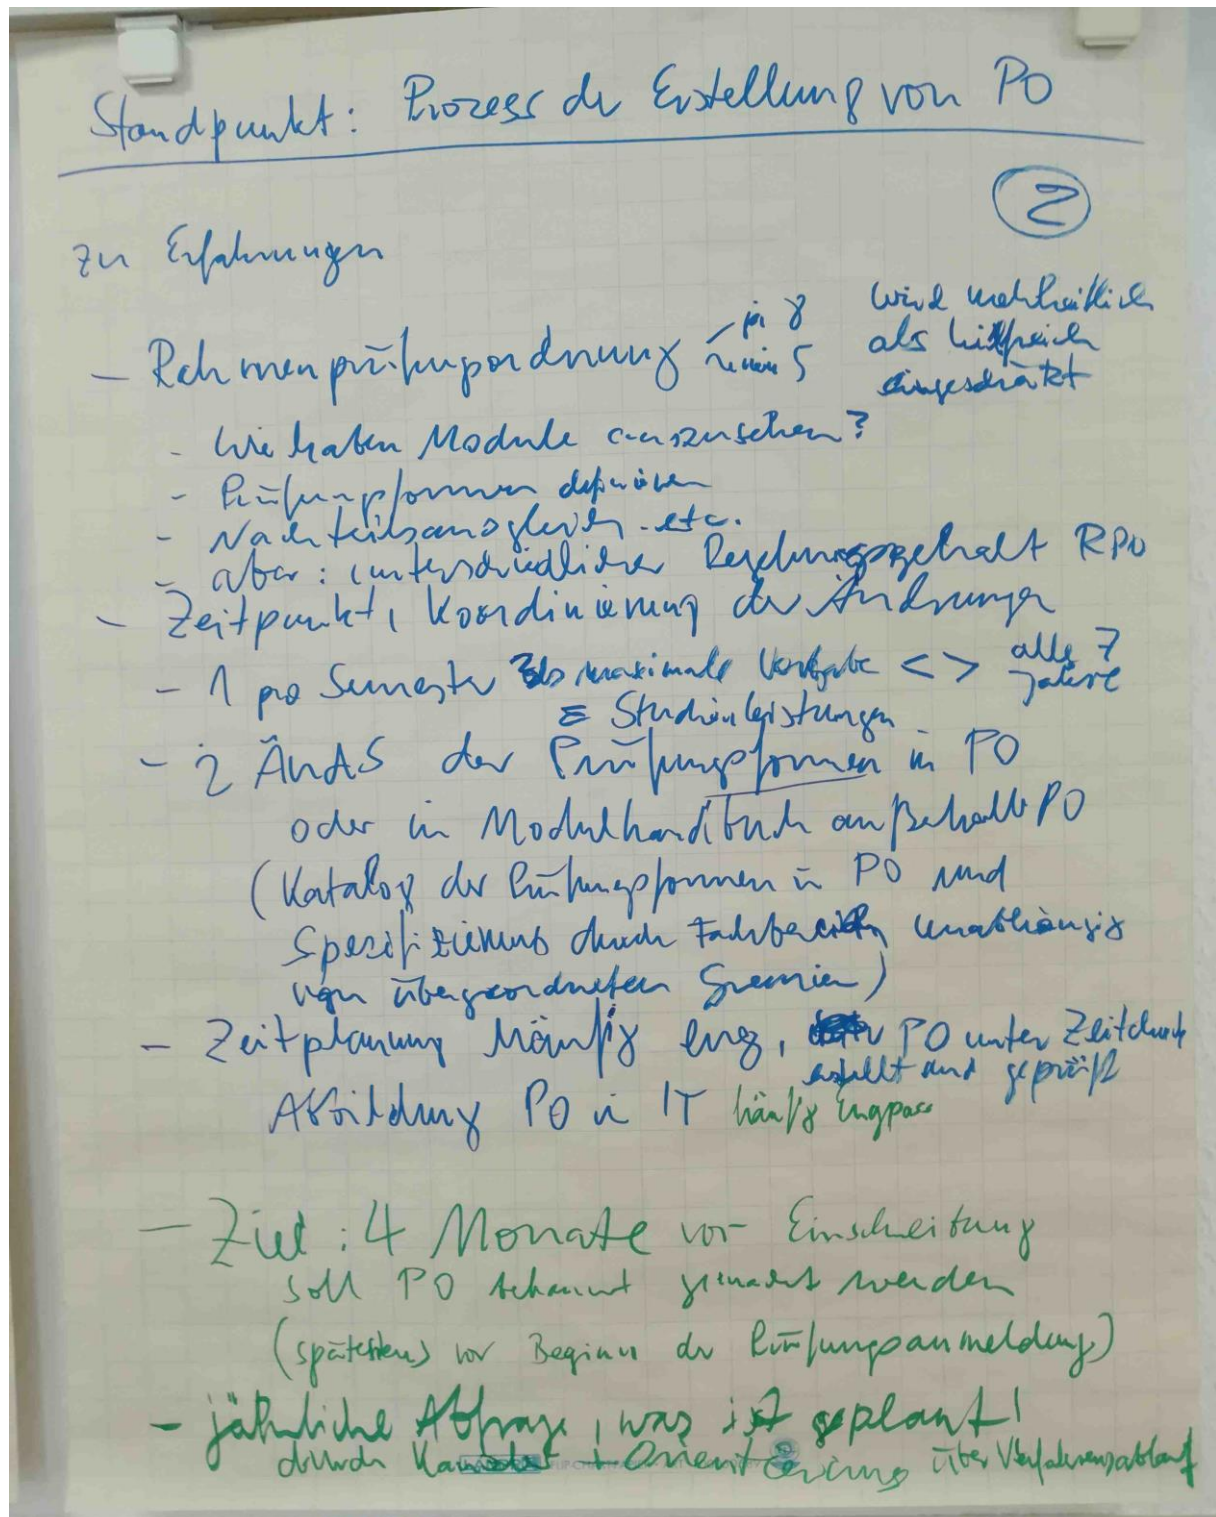 Standpunkt: Prozess der Erstellung von PO
2
zu Erfahrungen
- Rahmenprüfungsordnung - ja 8
nein 5
wird mehrheitlich
als hilfreich
eingeschätzt
- Wie haben Module auszusehen?
- Prüfungsformen definieren
- Nachteilsausgleich etc.
- aber: unterschiedlicher Regelungsgehalt RPO
- Zeitpunkt, Koordinierung der Änderungen
- 1 pro Semester als maximale Vorgabe <> alle 7
Jahre
= Studienleistungen
- 2 ÄndS der Prüfungsformen in PO
oder in Modulhandbuch außerhalb PO
(Katalog der Prüfungsformen in PO und
Spezifizierung durch Fachbereich unabhängig
von übergeordneten Gremien)
- Zeitplanung häufig eng, PO unter Zeitdruck
erstellt und geprüft
Abbildung PO in IT häufig Engpass
- Ziel: 4 Monate vor Einschreibung
soll PO bekannt gemacht werden
(spätestens vor Beginn der Prüfungsanmeldung)
- jährliche Abfrage, was ist geplant!
durch + Orientierung über Verfahrensablauf